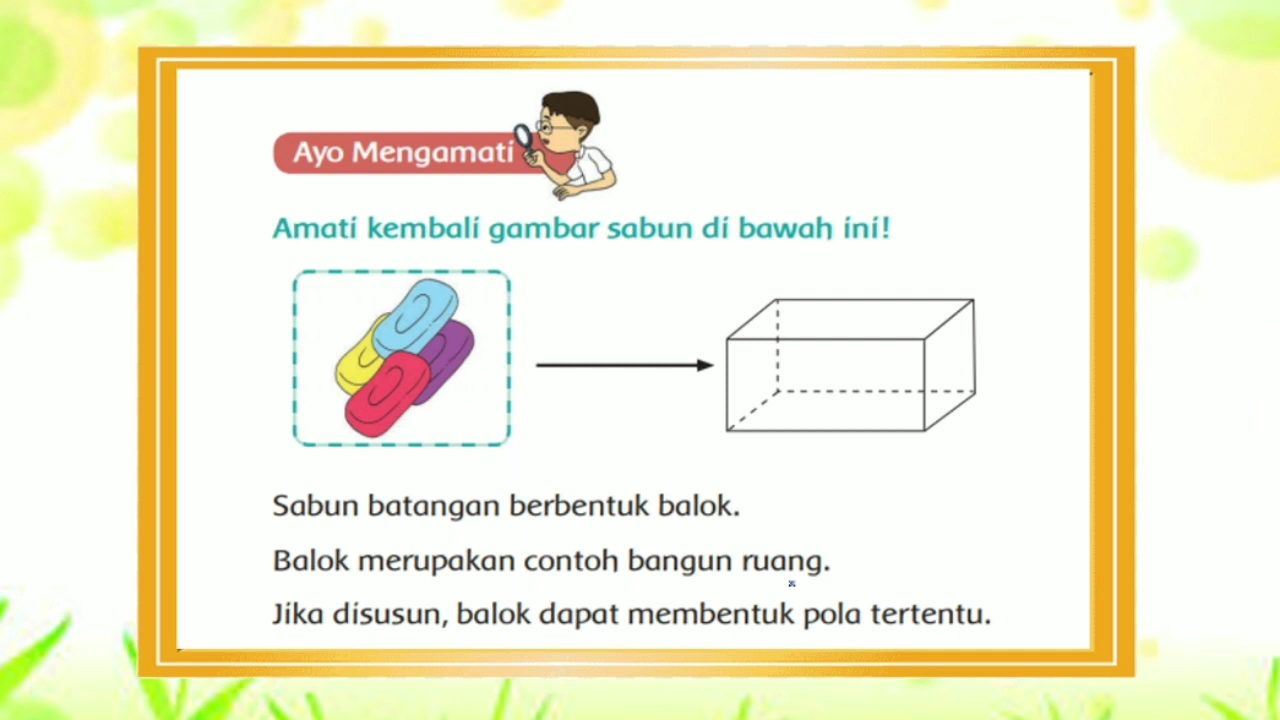 Ayo Mengamati
Amati kembali gambar sabun di bawah ini!
Sabun batangan berbentuk balok.
Balok merupakan contoh bangun ruang.
Jika disusun, balok dapat membentuk pola tertentu.